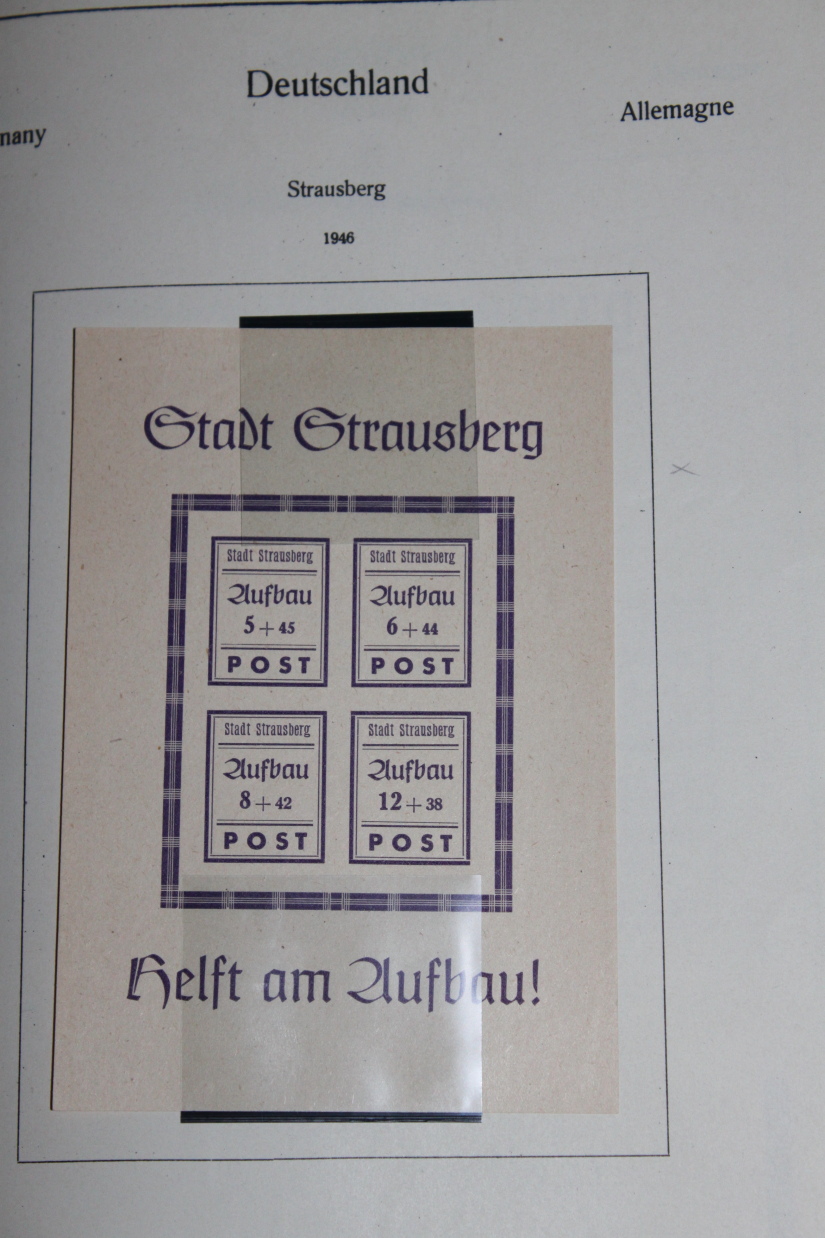 Deutschland
Allemagne
many
Strausberg
1946
Stadt Strausberg
Stadt Strausberg
Aufbau
5+45
POST
Stadt Strausberg
Aufbau
6+44
POST
Stadt Strausberg
Aufbau
8+42
POST
Stadt Strausberg
Aufbau
12+38
POST
Helft am Aufbau!